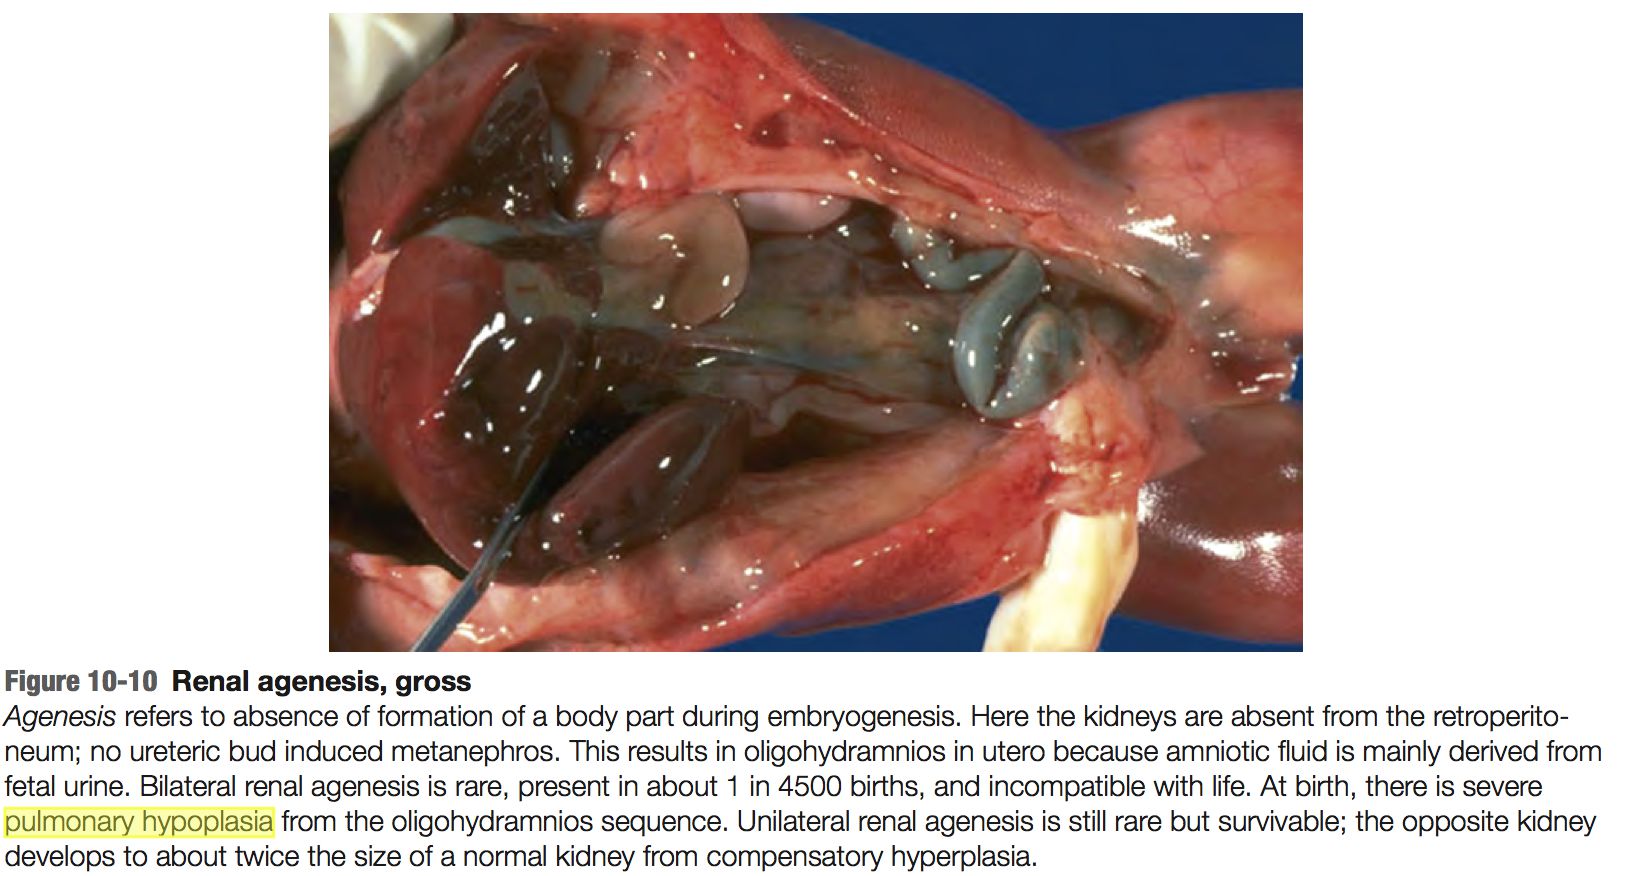 Figure 10-10 Renal agenesis, gross
Agenesis refers to absence of formation of a body part during embryogenesis. Here the kidneys are absent from the retroperito-
neum; no ureteric bud induced metanephros. This results in oligohydramnios in utero because amniotic fluid is mainly derived from
fetal urine. Bilateral renal agenesis is rare, present in about 1 in 4500 births, and incompatible with life. At birth, there is severe
pulmonary hypoplasia from the oligohydramnios sequence. Unilateral renal agenesis is still rare but survivable; the opposite kidney
develops to about twice the size of a normal kidney from compensatory hyperplasia.